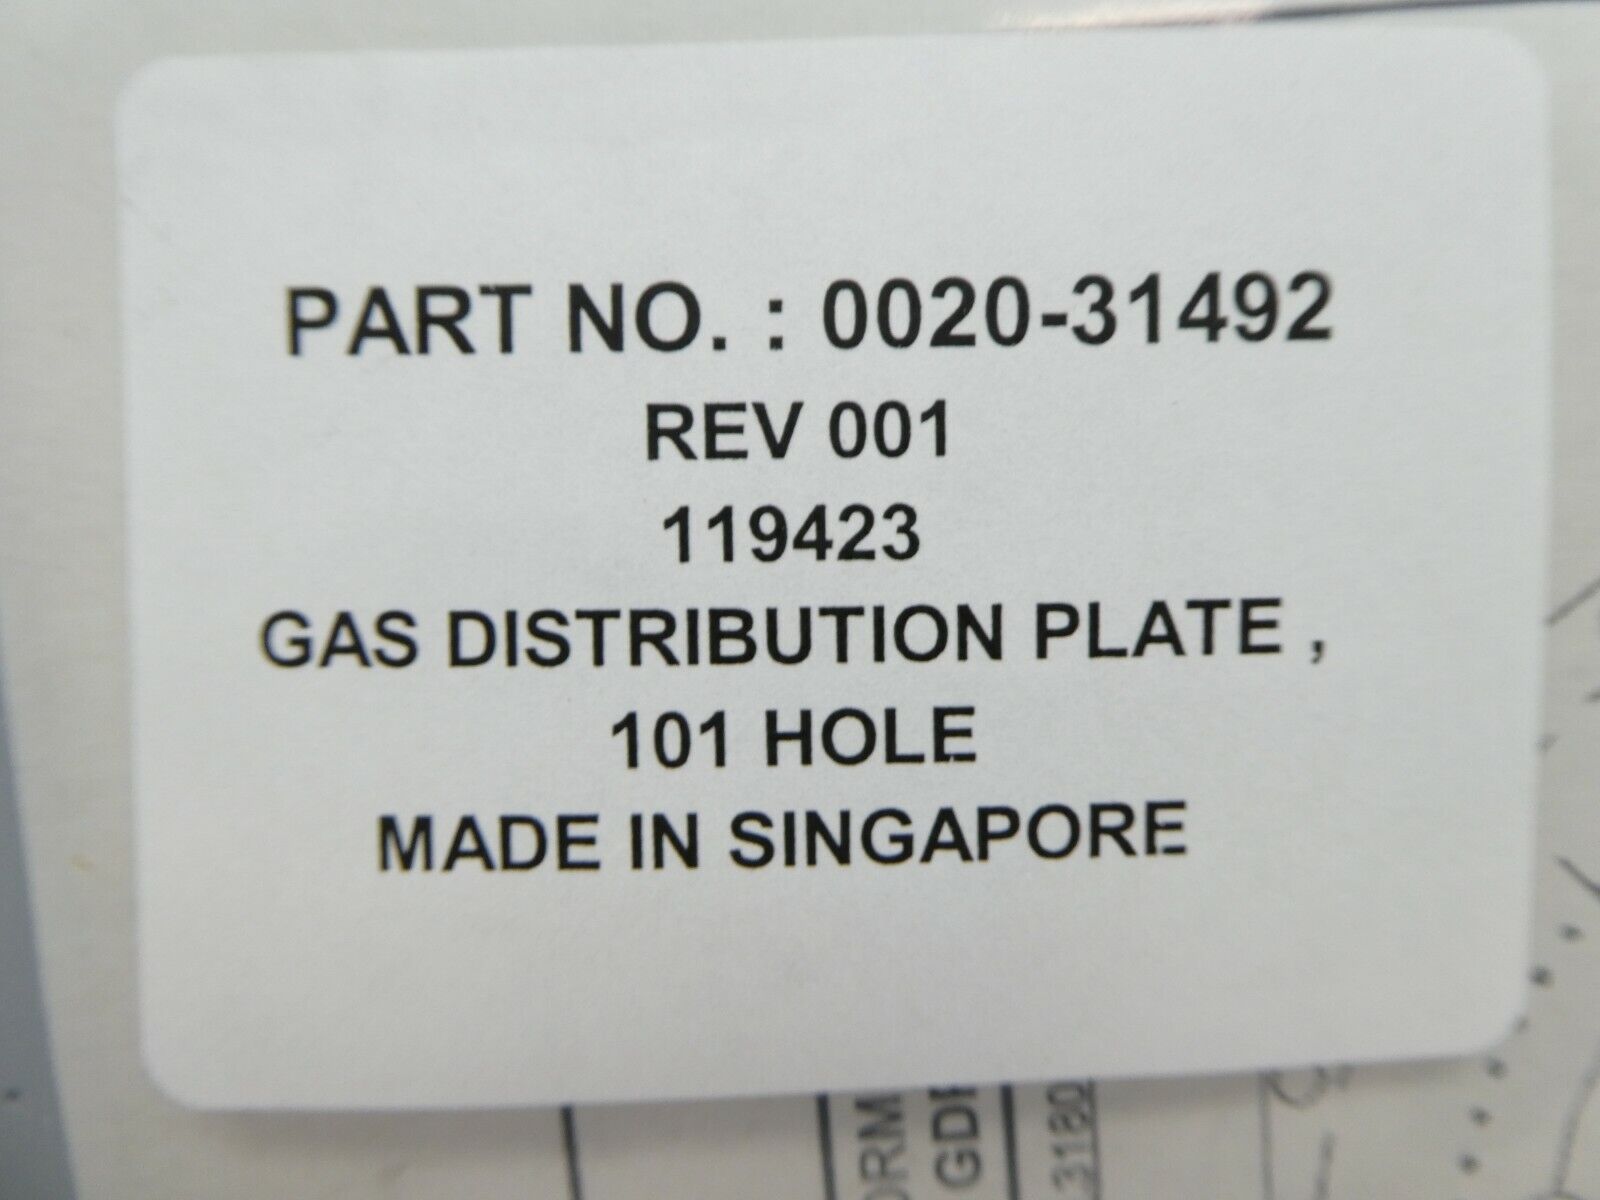 PART NO. : 0020-31492
REV 001
119423
GAS DISTRIBUTION PLATE ,
101 HOLE
MADE IN SINGAPORE